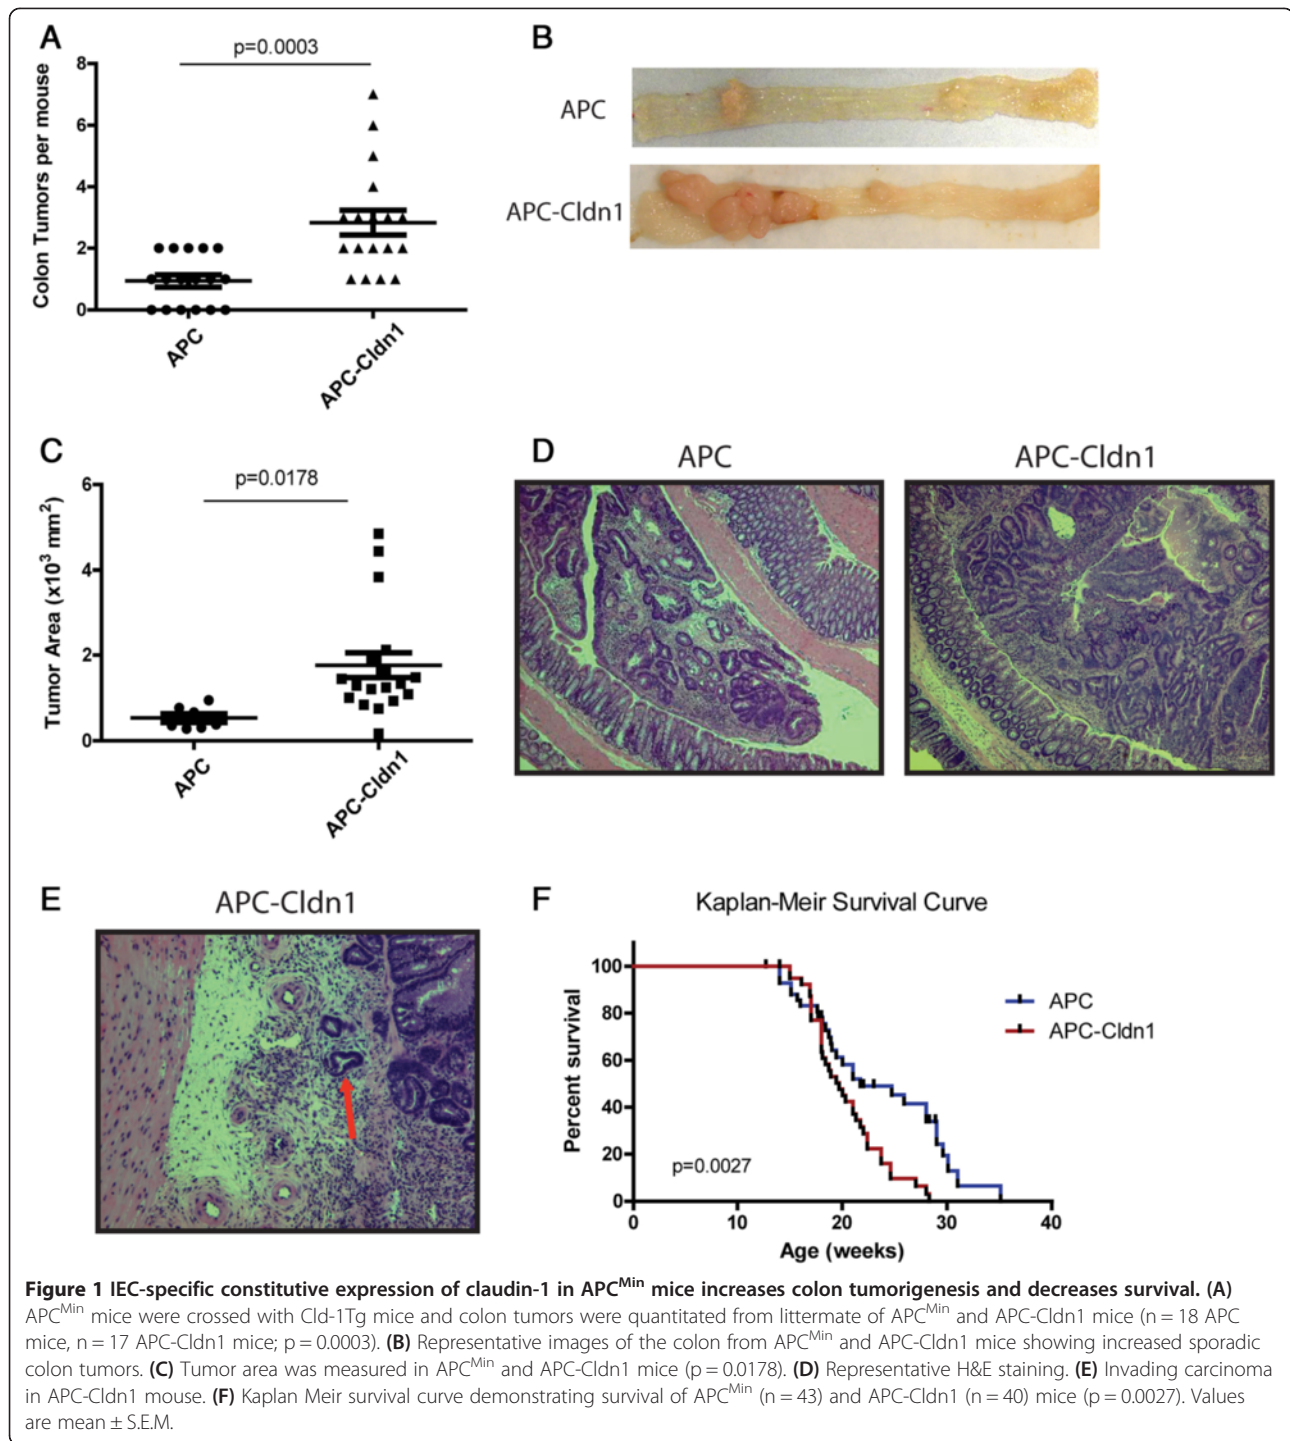 A
p=0.0003
Colon Tumors per mouse
8
6
4
2
0
APC
APC-Cldn1
B
APC
APC-Cldn1
C
p=0.0178
Tumor Area (x10³ mm²)
6
4
2
0
APC
APC-Cldn1
D
APC
APC-Cldn1
E
APC-Cldn1
F
Kaplan-Meir Survival Curve
Percent survival
100
80
60
40
20
0
p=0.0027
APC
APC-Cldn1
0 10 20 30 40
Age (weeks)
Figure 1 IEC-specific constitutive expression of claudin-1 in APCᴹⁱⁿ mice increases colon tumorigenesis and decreases survival. (A)
APCᴹⁱⁿ mice were crossed with Cld-1Tg mice and colon tumors were quantitated from littermate of APCᴹⁱⁿ and APC-Cldn1 mice (n = 18 APC
mice, n = 17 APC-Cldn1 mice; p = 0.0003). (B) Representative images of the colon from APCᴹⁱⁿ and APC-Cldn1 mice showing increased sporadic
colon tumors. (C) Tumor area was measured in APCᴹⁱⁿ and APC-Cldn1 mice (p = 0.0178). (D) Representative H&E staining. (E) Invading carcinoma
in APC-Cldn1 mouse. (F) Kaplan Meir survival curve demonstrating survival of APCᴹⁱⁿ (n = 43) and APC-Cldn1 (n = 40) mice (p = 0.0027). Values
are mean ± S.E.M.